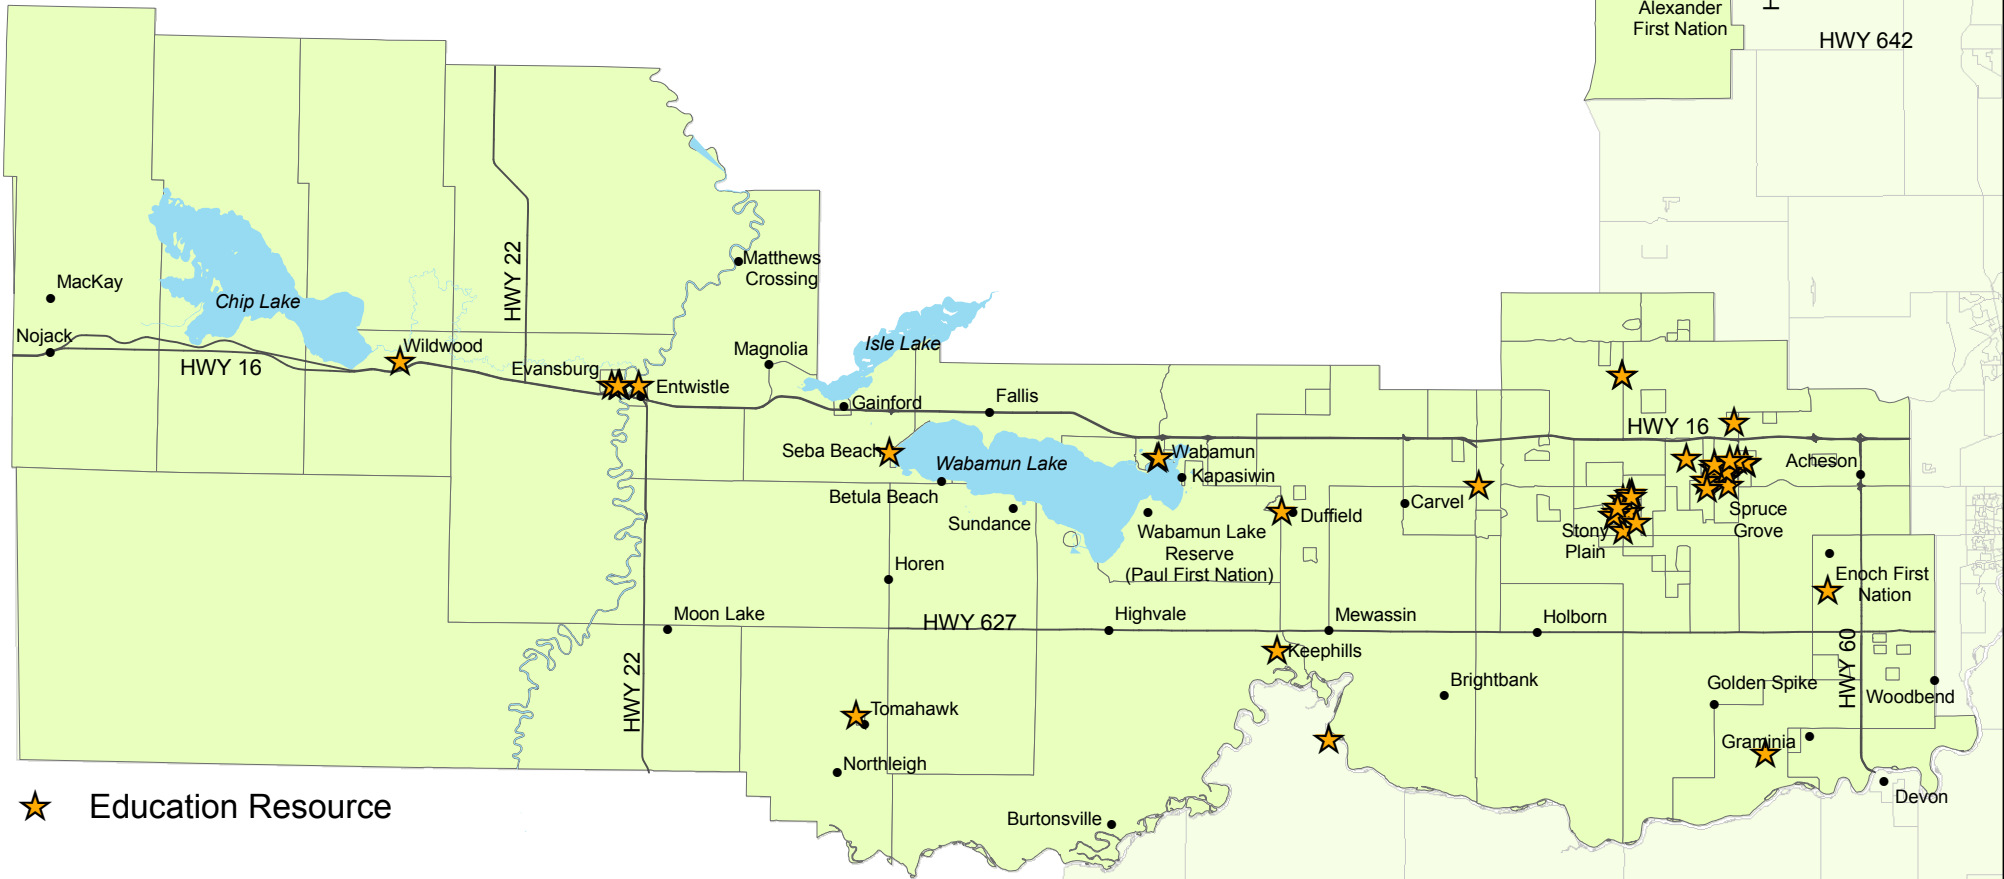 Alexander
First Nation
H
HWY 642
Matthews
Crossing
HWY 22
MacKay
Chip Lake
Nojack
HWY 16
Wildwood
Evansburg
Entwistle
Magnolia
Isle Lake
Gainford
Fallis
HWY 16
Seba Beach
Wabamun Lake
Wabamun
Kapasiwin
Betula Beach
Sundance
Wabamun Lake
Reserve
(Paul First Nation)
Duffield
Carvel
Stony
Plain
Spruce
Grove
Acheson
Enoch First
Nation
Horen
Moon Lake
HWY 627
Highvale
Mewassin
Holborn
HWY 22
Keephills
HWY 60
Brightbank
Golden Spike
Woodbend
Tomahawk
Graminia
Northleigh
Devon
Burtonsville
Education Resource